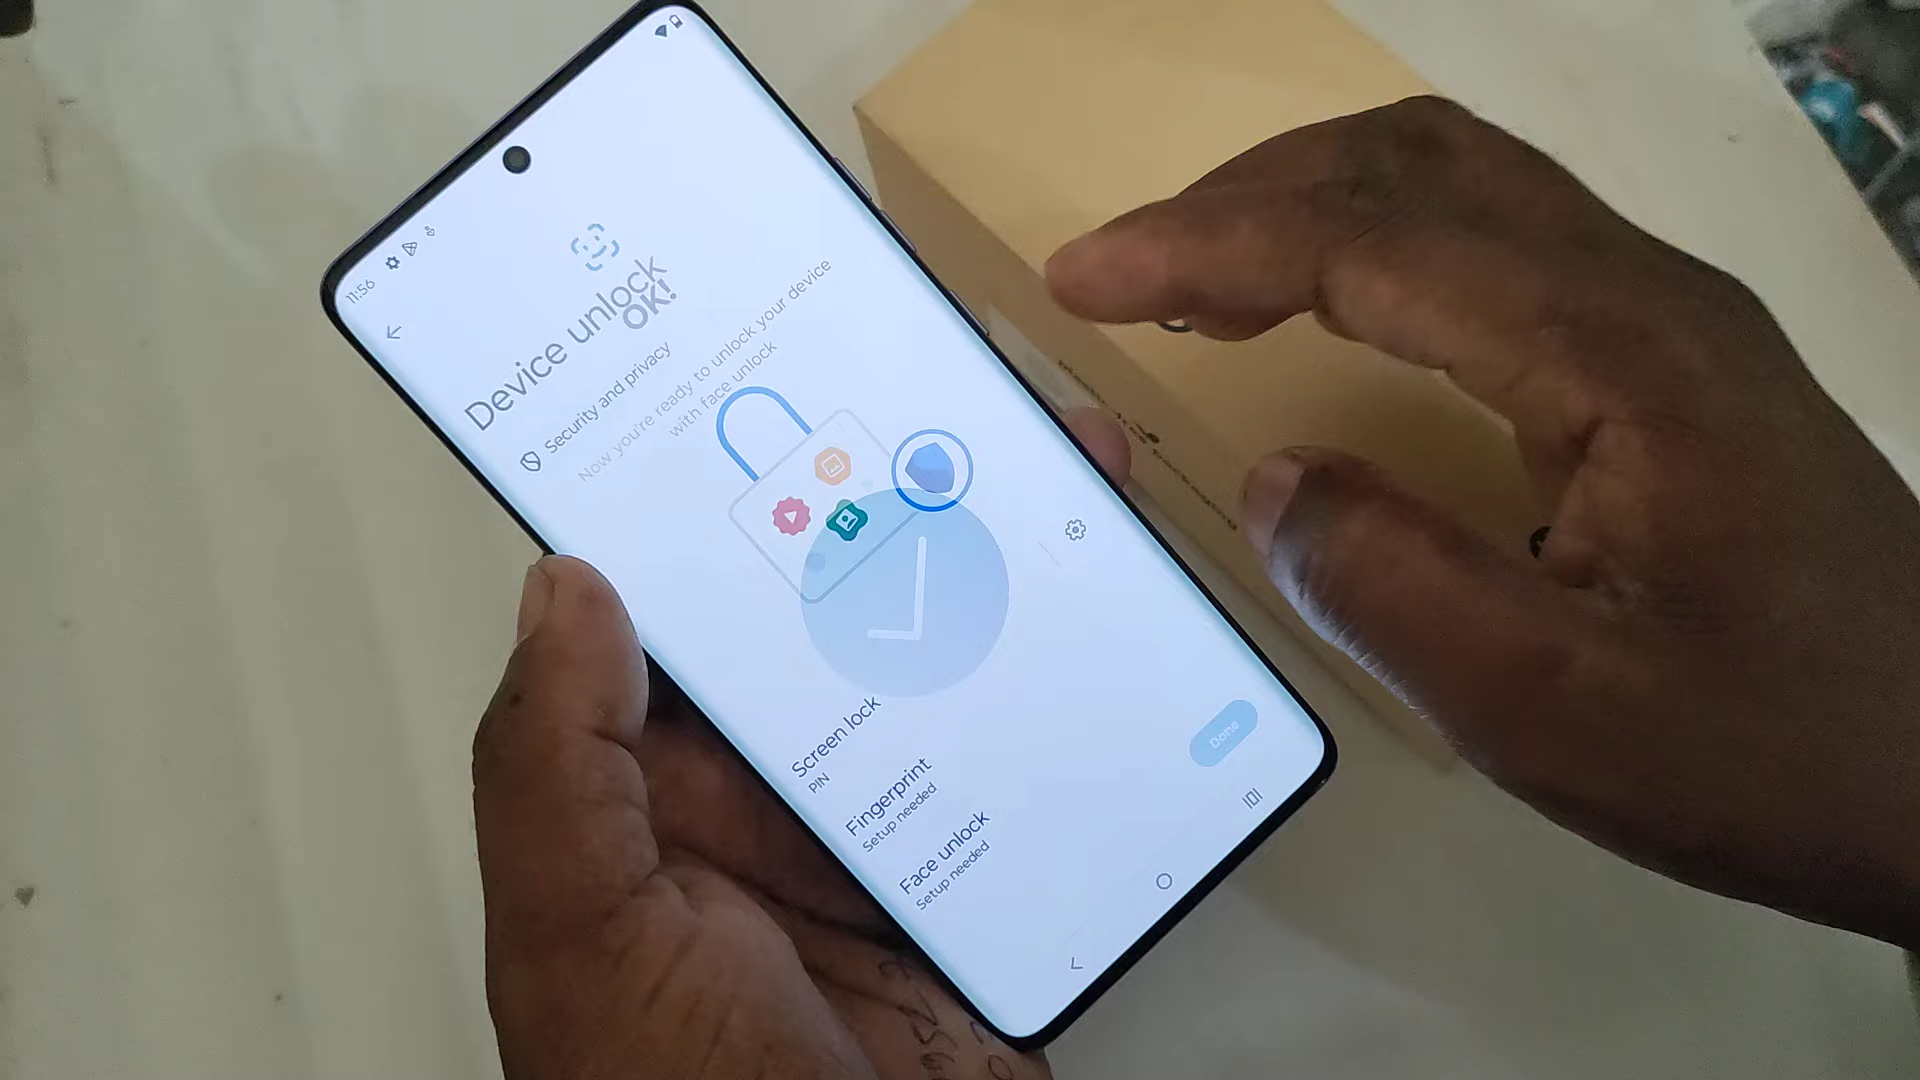 11:56
OK!
Device unlock
Security and privacy
Now you're ready to unlock your device
with face unlock
Screen lock
PIN
Fingerprint
Setup needed
Face unlock
Setup needed
Done